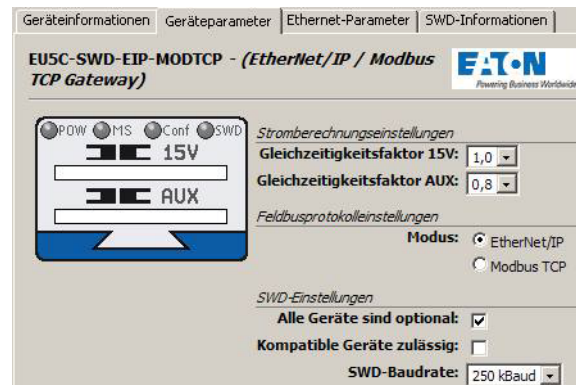 Geräteinformationen Geräteparameter Ethernet-Parameter SWD-Informationen
EU5C-SWD-EIP-MODTCP - (EtherNet/IP / Modbus
TCP Gateway)
EATON
Powering Business Worldwide
POW MS Conf SWD
15V
AUX
Stromberechnungseinstellungen
Gleichzeitigkeitsfaktor 15V: 1,0
Gleichzeitigkeitsfaktor AUX: 0,8
Feldbusprotokolleinstellungen
Modus: EtherNet/IP
Modbus TCP
SWD-Einstellungen
Alle Geräte sind optional:
Kompatible Geräte zulässig:
SWD-Baudrate: 250 kBaud